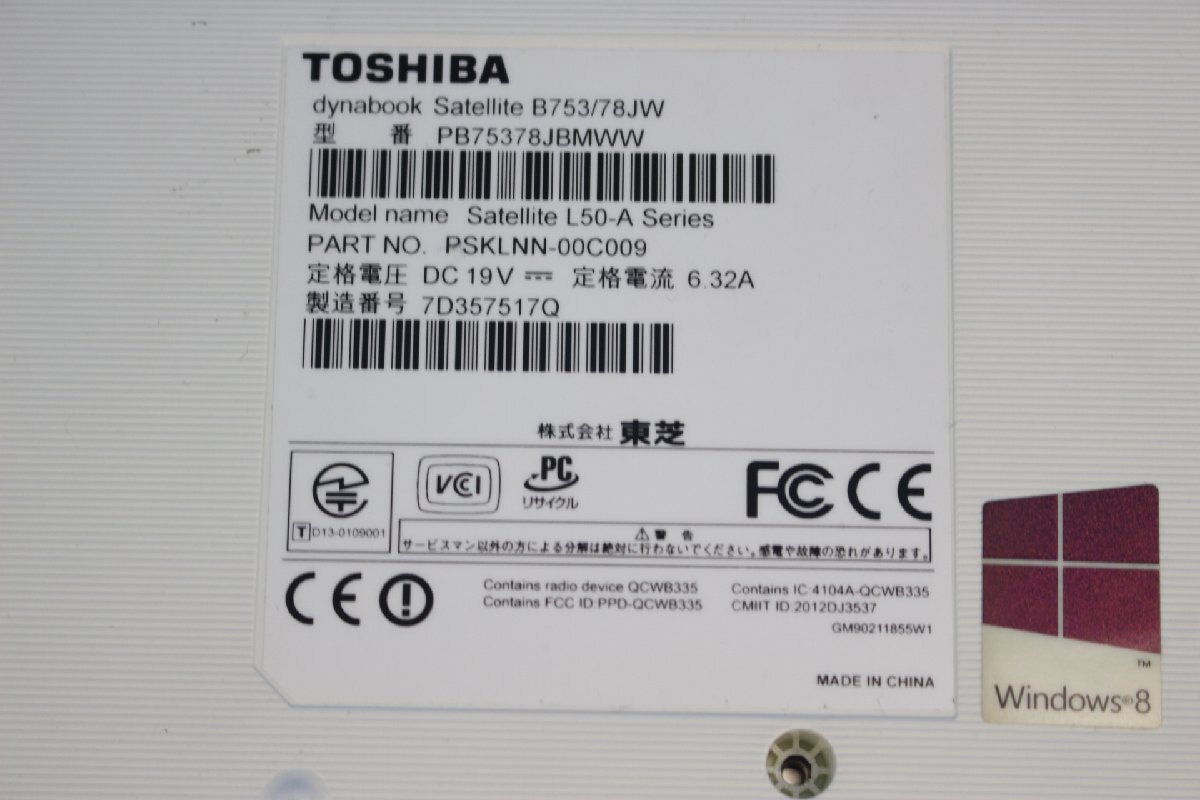 TOSHIBA
dynabook Satellite B753/78JW
型 番 PB75378JBMWW
Model name Satellite L50-A Series
PART NO. PSKLNN-00C009
定格電圧 DC 19V ⎓ 定格電流 6.32A
製造番号 7D357517Q
株式会社 東芝
VCCI
PC
リサイクル
FCC CE
T D13-0109001
⚠ 警 告
サービスマン以外の方による分解は絶対に行わないでください。感電や故障の恐れがあります。
CE
Contains radio device QCWB335
Contains FCC ID:PPD-QCWB335
Contains IC:4104A-QCWB335
CMIIT ID:2012DJ3537
GM90211855W1
MADE IN CHINA
TM
Windows®8